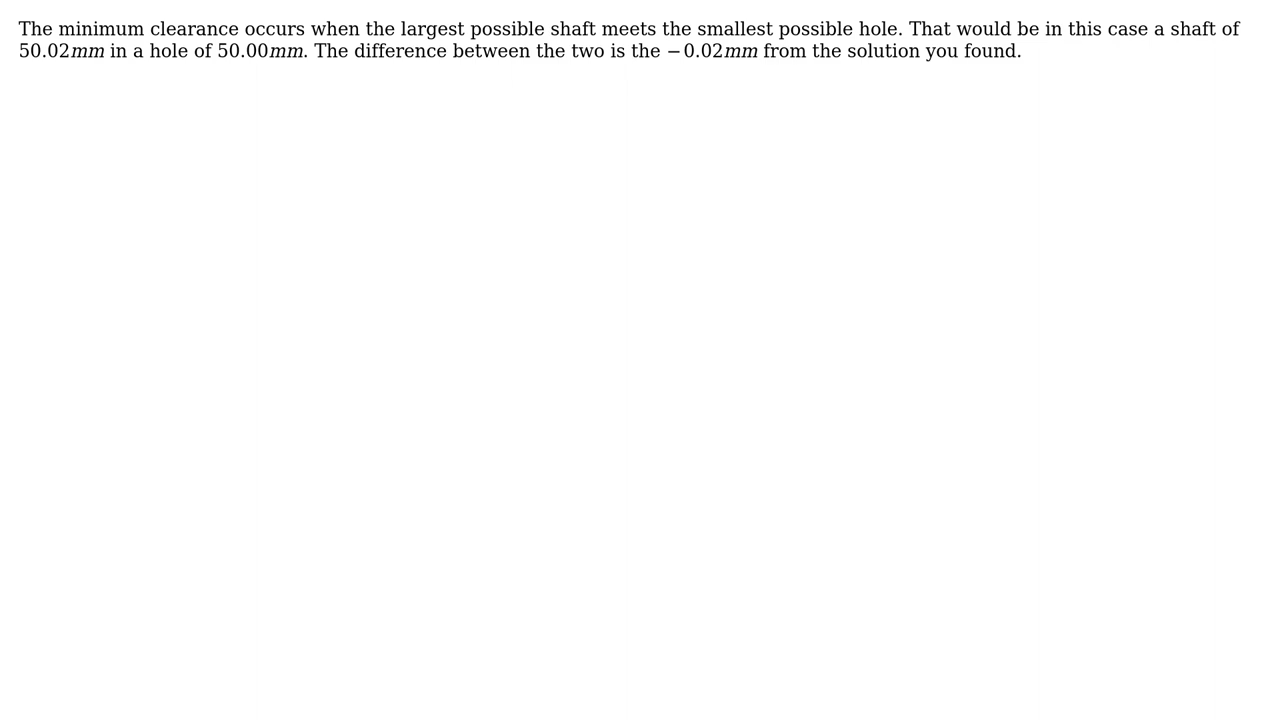 The minimum clearance occurs when the largest possible shaft meets the smallest possible hole. That would be in this case a shaft of
50.02mm in a hole of 50.00mm. The difference between the two is the −0.02mm from the solution you found.